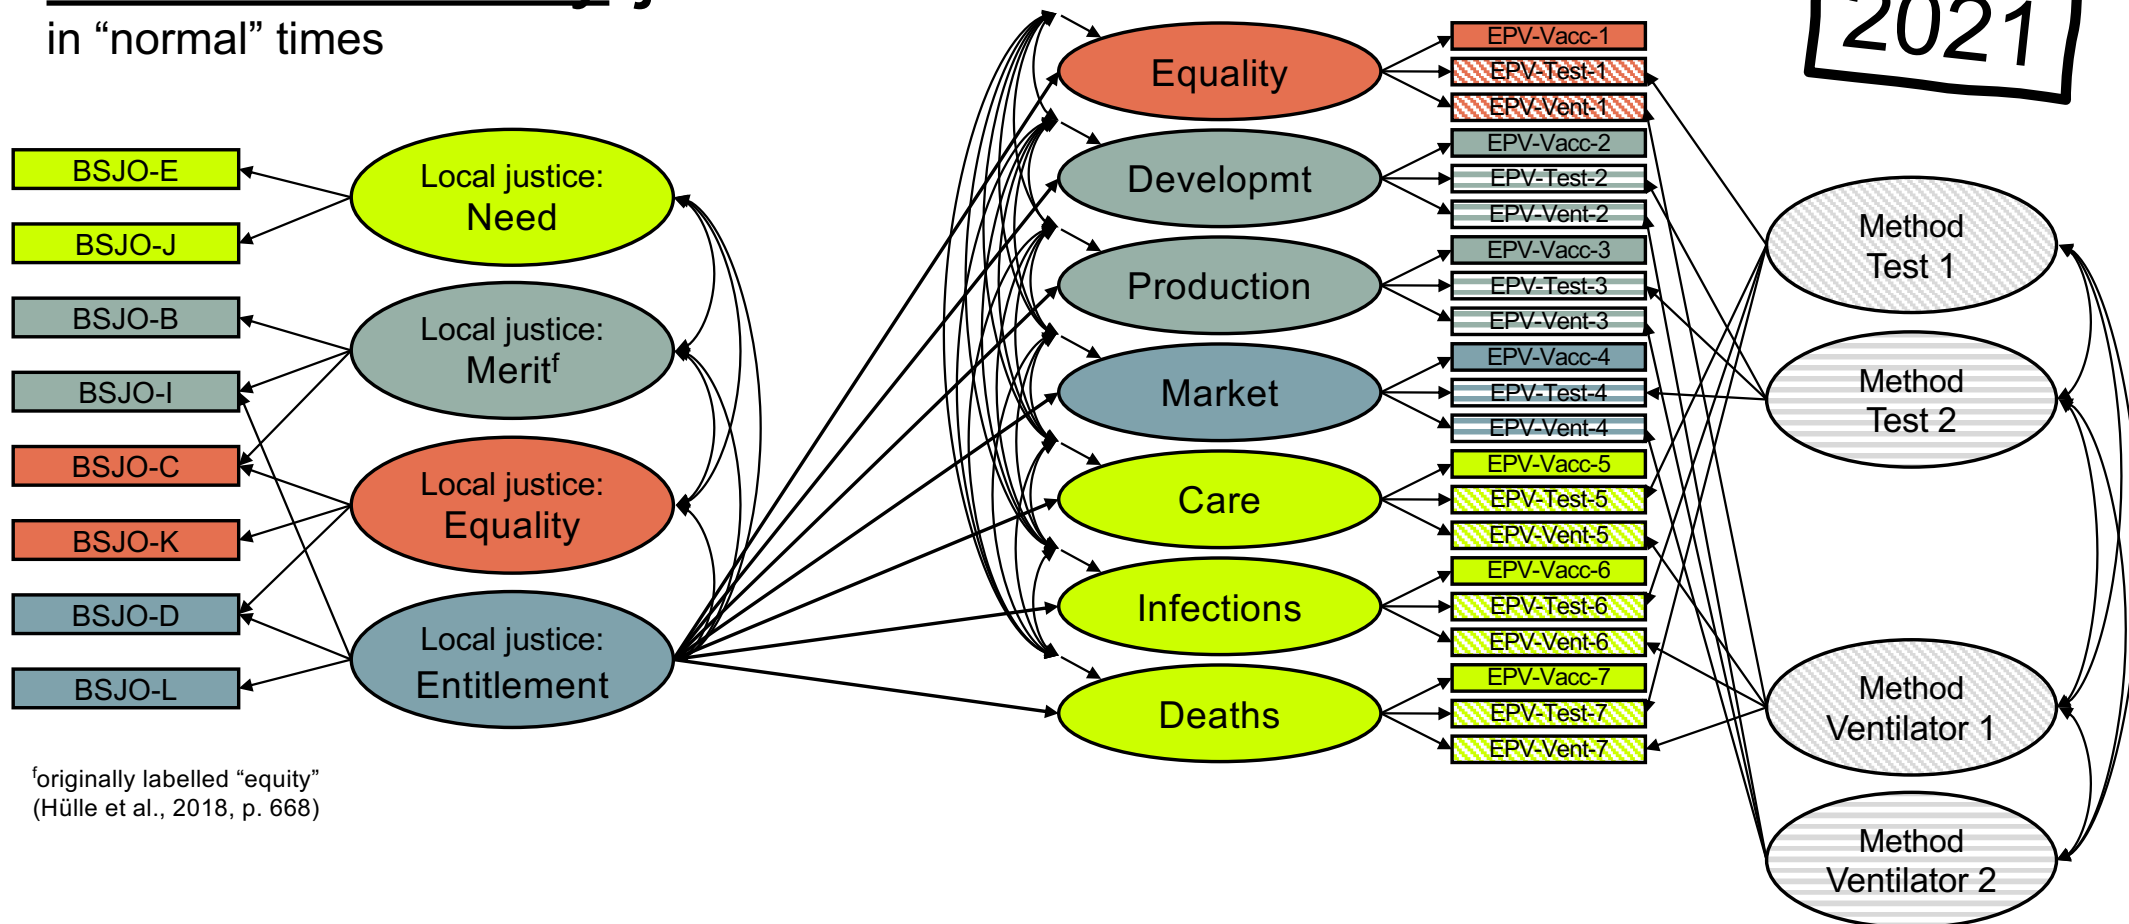 in “normal” times
2021
BSJO-E
BSJO-J
BSJO-B
BSJO-I
BSJO-C
BSJO-K
BSJO-D
BSJO-L
Local justice:
Need
Local justice:
Meritf
Local justice:
Equality
Local justice:
Entitlement
foriginally labelled “equity”
(Hülle et al., 2018, p. 668)
Equality
Developmt
Production
Market
Care
Infections
Deaths
EPV-Vacc-1
EPV-Test-1
EPV-Vent-1
EPV-Vacc-2
EPV-Test-2
EPV-Vent-2
EPV-Vacc-3
EPV-Test-3
EPV-Vent-3
EPV-Vacc-4
EPV-Test-4
EPV-Vent-4
EPV-Vacc-5
EPV-Test-5
EPV-Vent-5
EPV-Vacc-6
EPV-Test-6
EPV-Vent-6
EPV-Vacc-7
EPV-Test-7
EPV-Vent-7
Method
Test 1
Method
Test 2
Method
Ventilator 1
Method
Ventilator 2